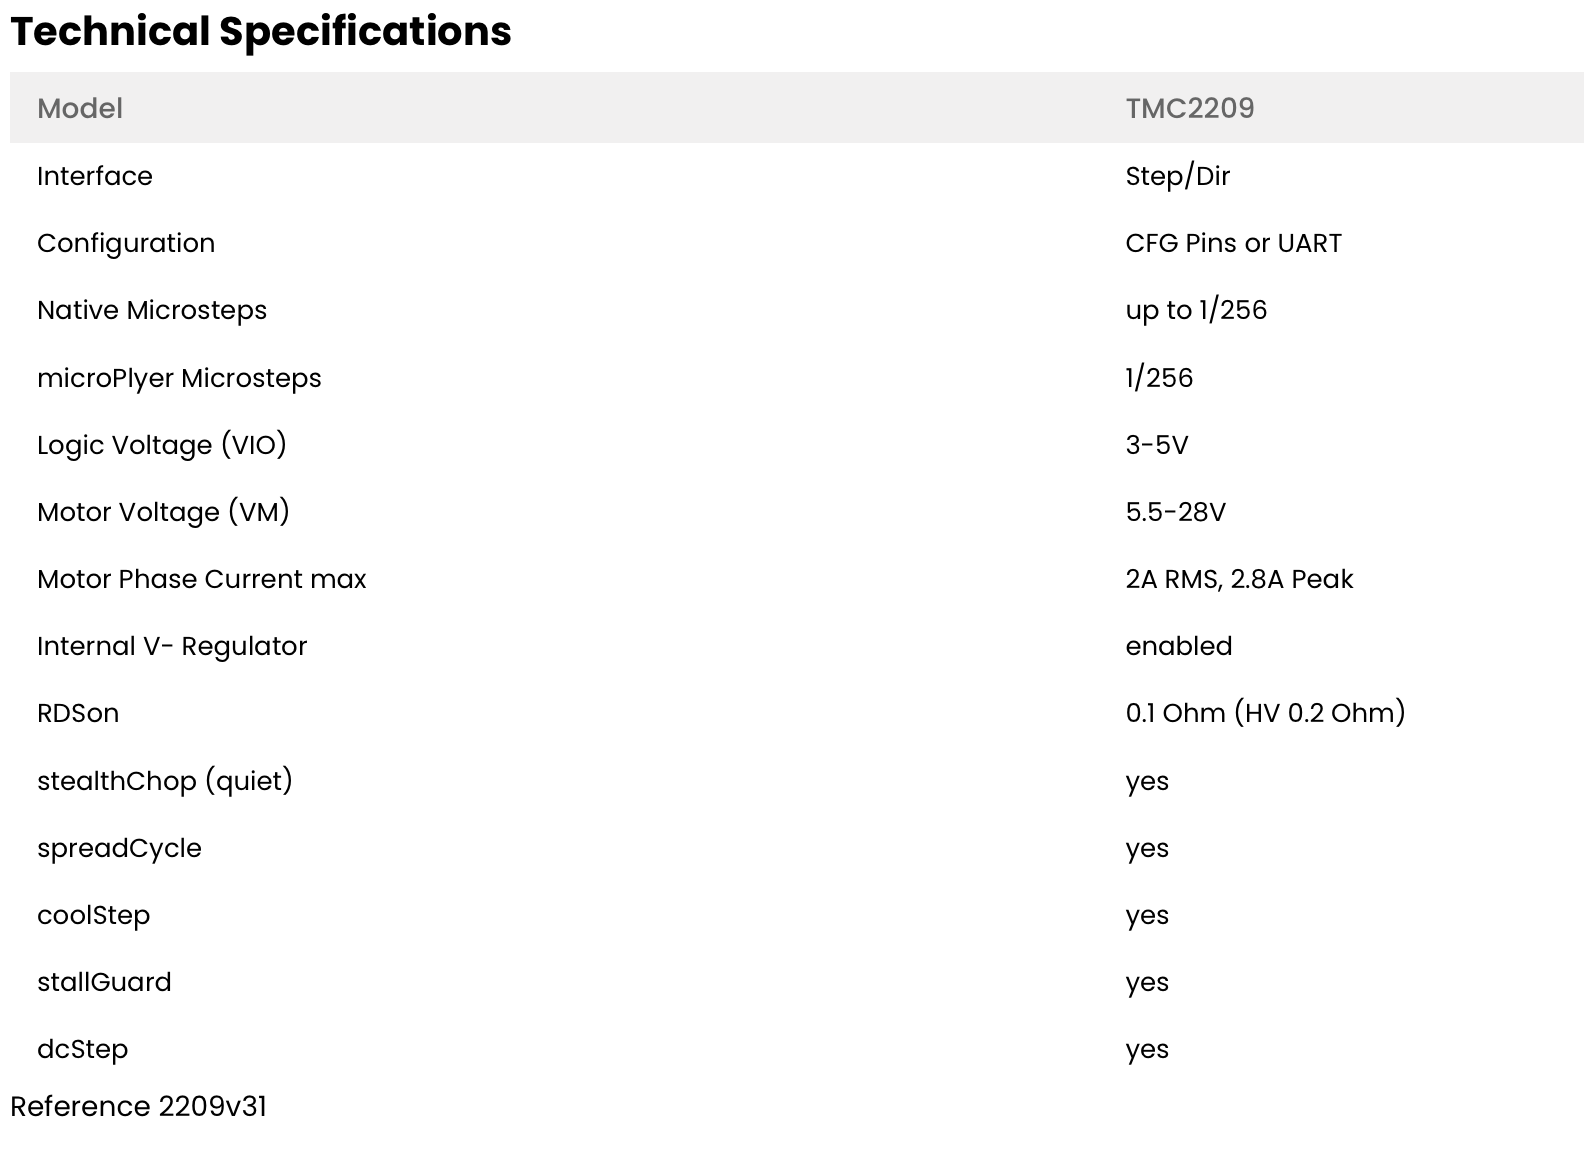 Technical Specifications
Model TMC2209
Interface Step/Dir
Configuration CFG Pins or UART
Native Microsteps up to 1/256
microPlyer Microsteps 1/256
Logic Voltage (VIO) 3-5V
Motor Voltage (VM) 5.5-28V
Motor Phase Current max 2A RMS, 2.8A Peak
Internal V- Regulator enabled
RDSon 0.1 Ohm (HV 0.2 Ohm)
stealthChop (quiet) yes
spreadCycle yes
coolStep yes
stallGuard yes
dcStep yes
Reference 2209v31